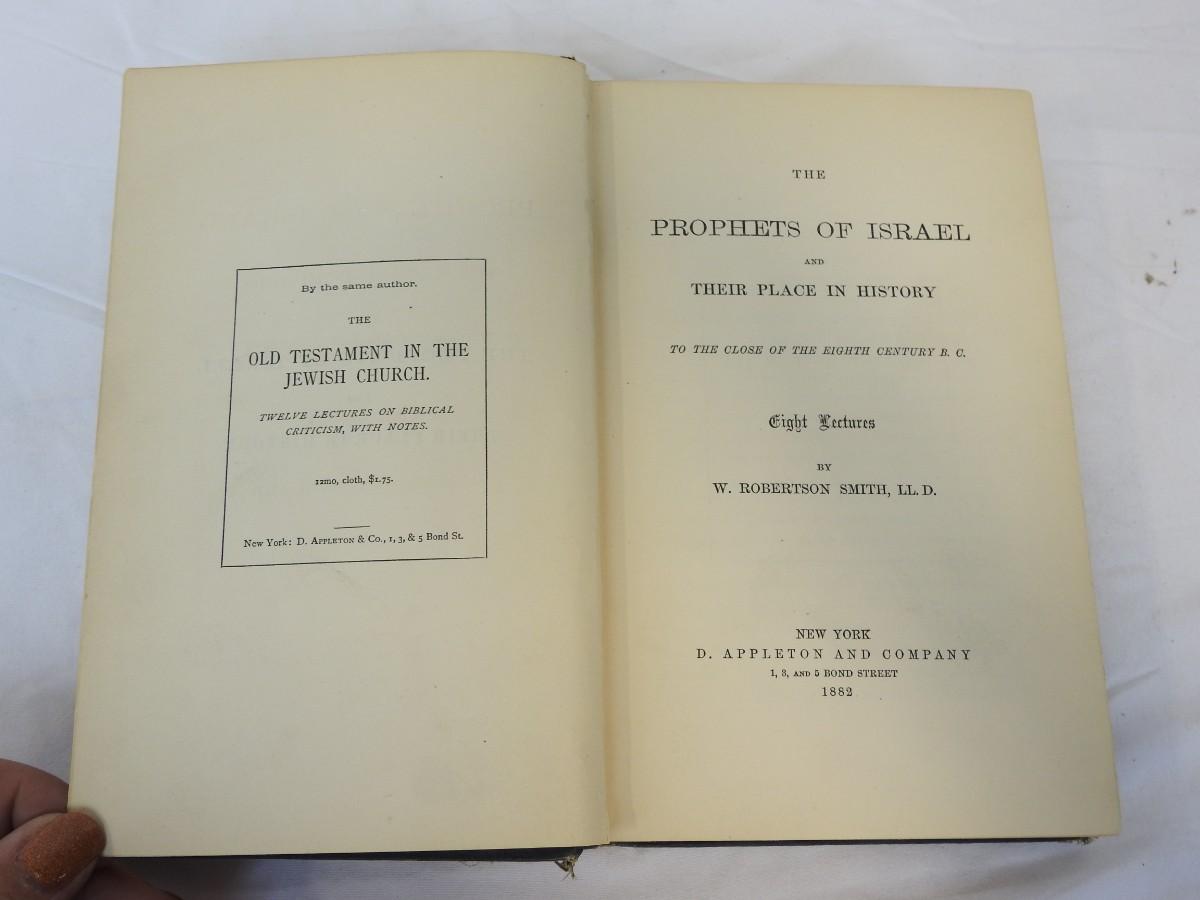 By the same author.
THE
OLD TESTAMENT IN THE
JEWISH CHURCH.
TWELVE LECTURES ON BIBLICAL
CRITICISM, WITH NOTES.
12mo, cloth, $1.75.
New York: D. APPLETON & Co., 1, 3, & 5 Bond St.
THE
PROPHETS OF ISRAEL
AND
THEIR PLACE IN HISTORY
TO THE CLOSE OF THE EIGHTH CENTURY B. C.
Eight Lectures
BY
W. ROBERTSON SMITH, LL. D.
NEW YORK
D. APPLETON AND COMPANY
1, 3, AND 5 BOND STREET
1882